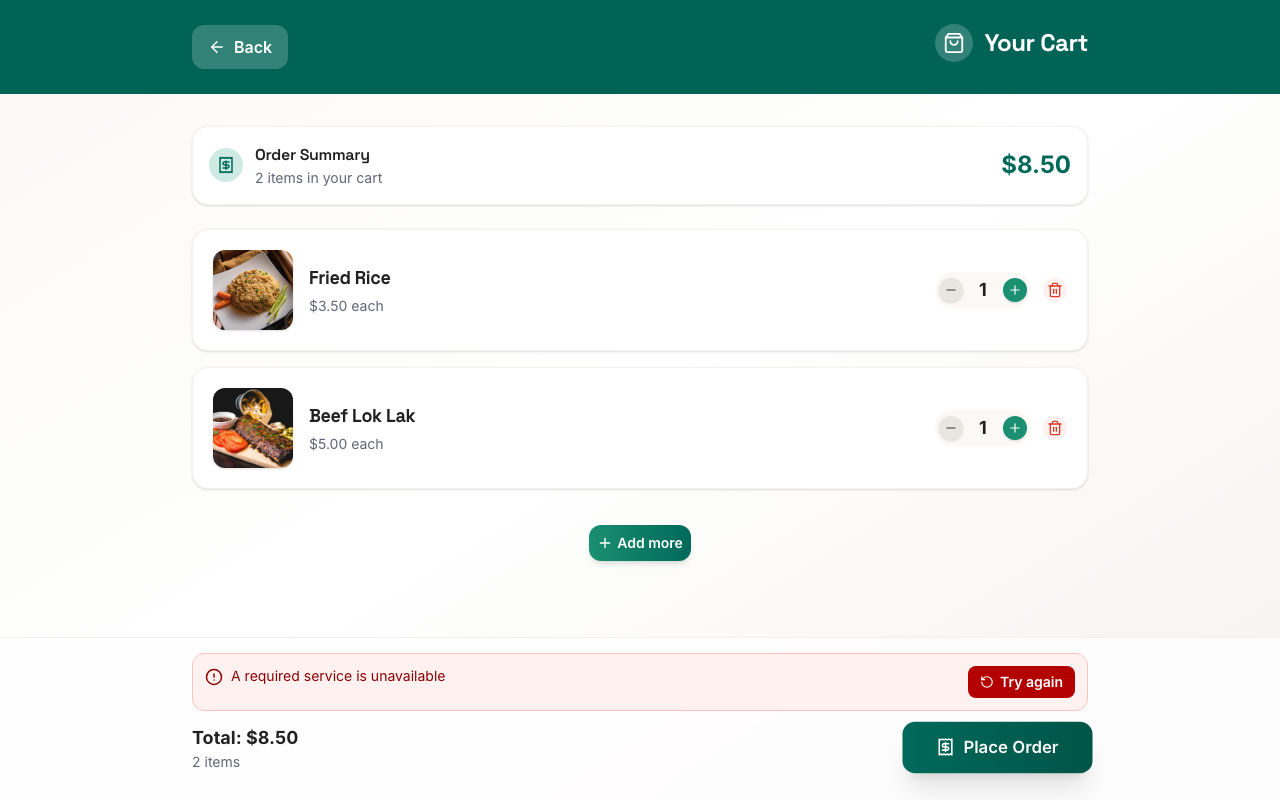 Back
Your Cart
Order Summary
2 items in your cart
$8.50
Fried Rice
$3.50 each
1
Beef Lok Lak
$5.00 each
1
Add more
A required service is unavailable
Try again
Total: $8.50
2 items
Place Order